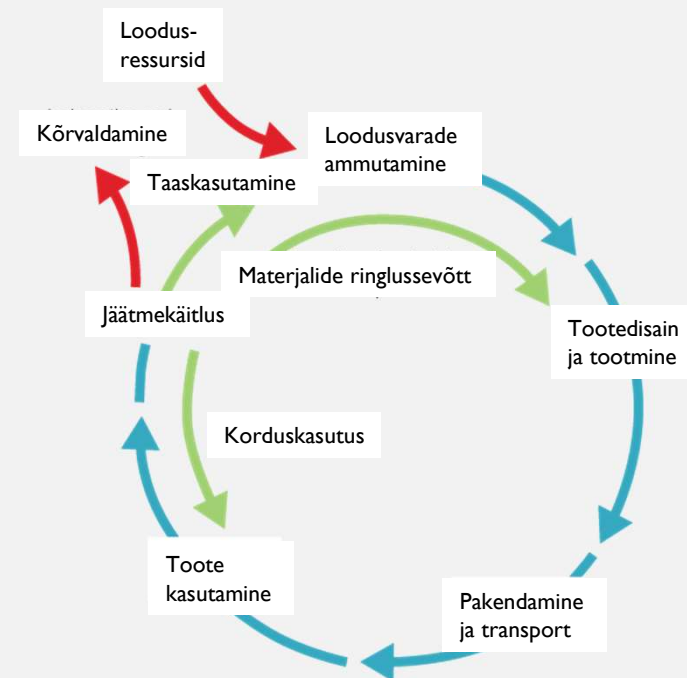 Loodus-
ressursid
Kõrvaldamine
Loodusvarade
ammutamine
Taaskasutamine
Materjalide ringlussevõtt
Jäätmekäitlus
Tootedisain
ja tootmine
Korduskasutus
Toote
kasutamine
Pakendamine
ja transport